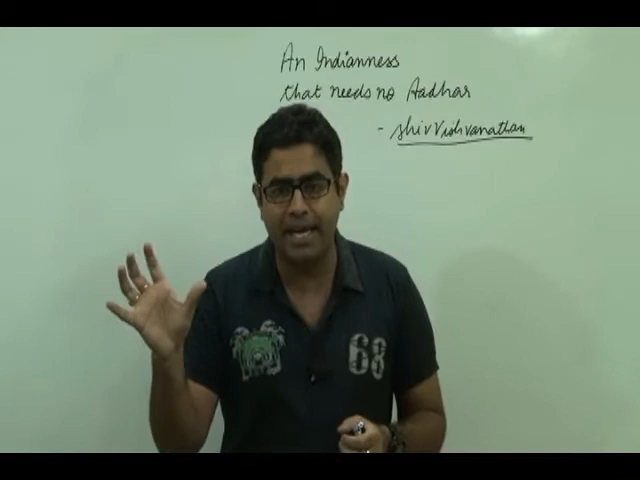 An Indianness
that needs no Aadhar
- Shiv Vishvanathan
68